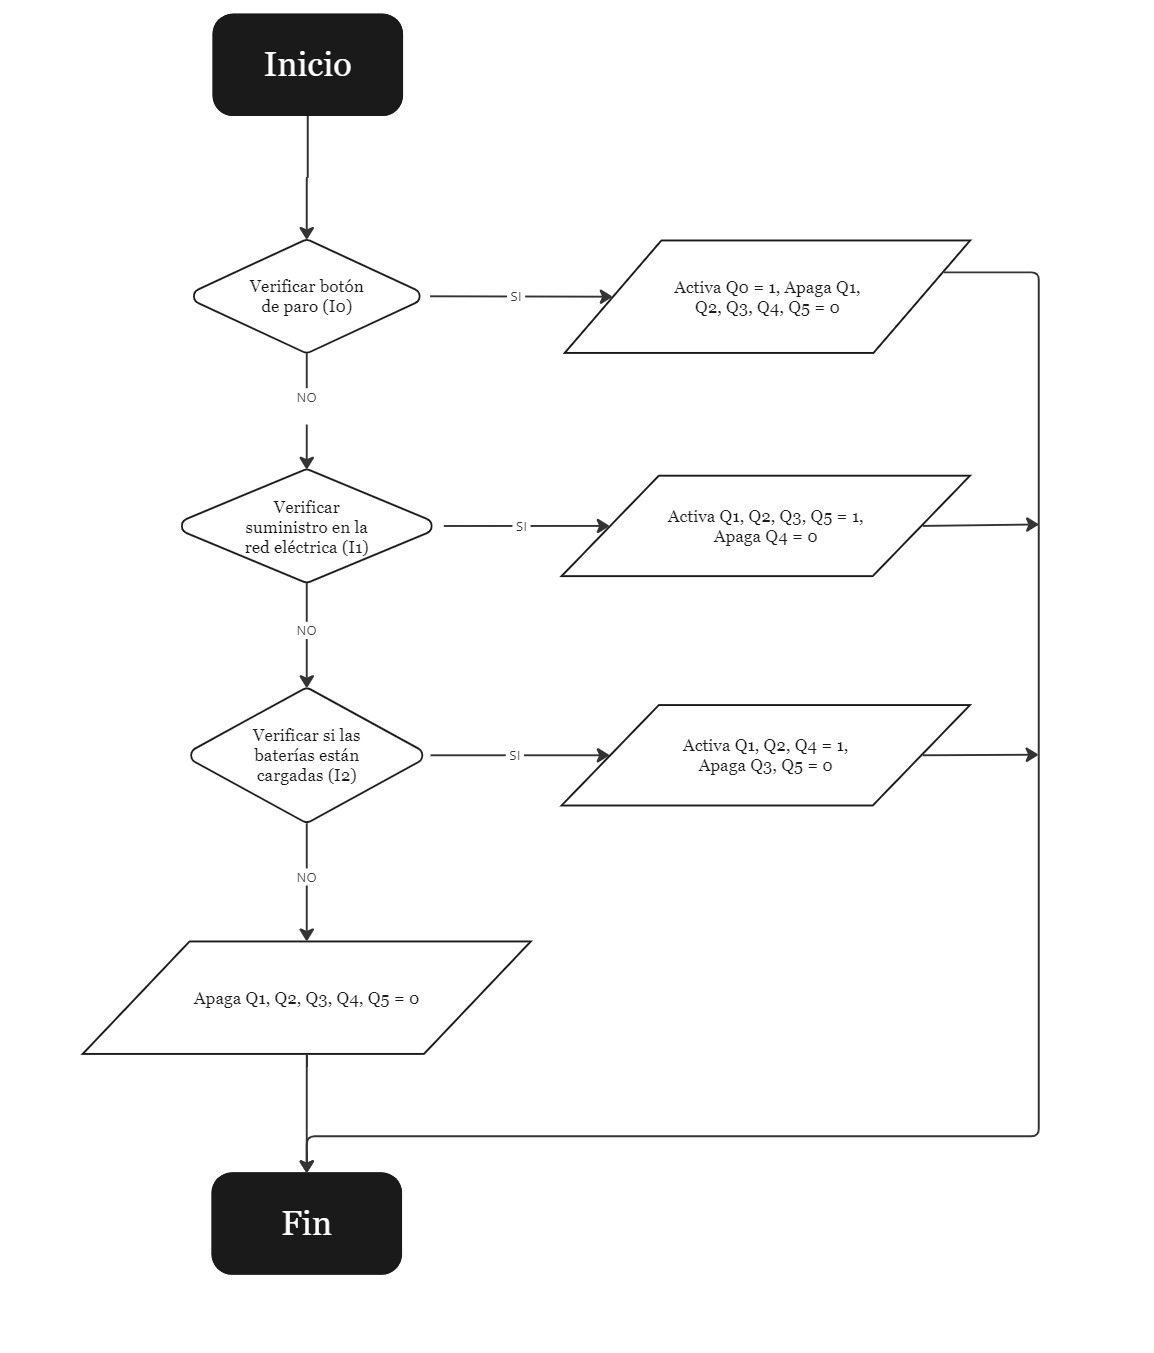 Inicio
Verificar botón
de paro (I0)
SI
Activa Q0 = 1, Apaga Q1,
Q2, Q3, Q4, Q5 = 0
NO
Verificar
suministro en la
red eléctrica (I1)
SI
Activa Q1, Q2, Q3, Q5 = 1,
Apaga Q4 = 0
NO
Verificar si las
baterías están
cargadas (I2)
SI
Activa Q1, Q2, Q4 = 1,
Apaga Q3, Q5 = 0
NO
Apaga Q1, Q2, Q3, Q4, Q5 = 0
Fin